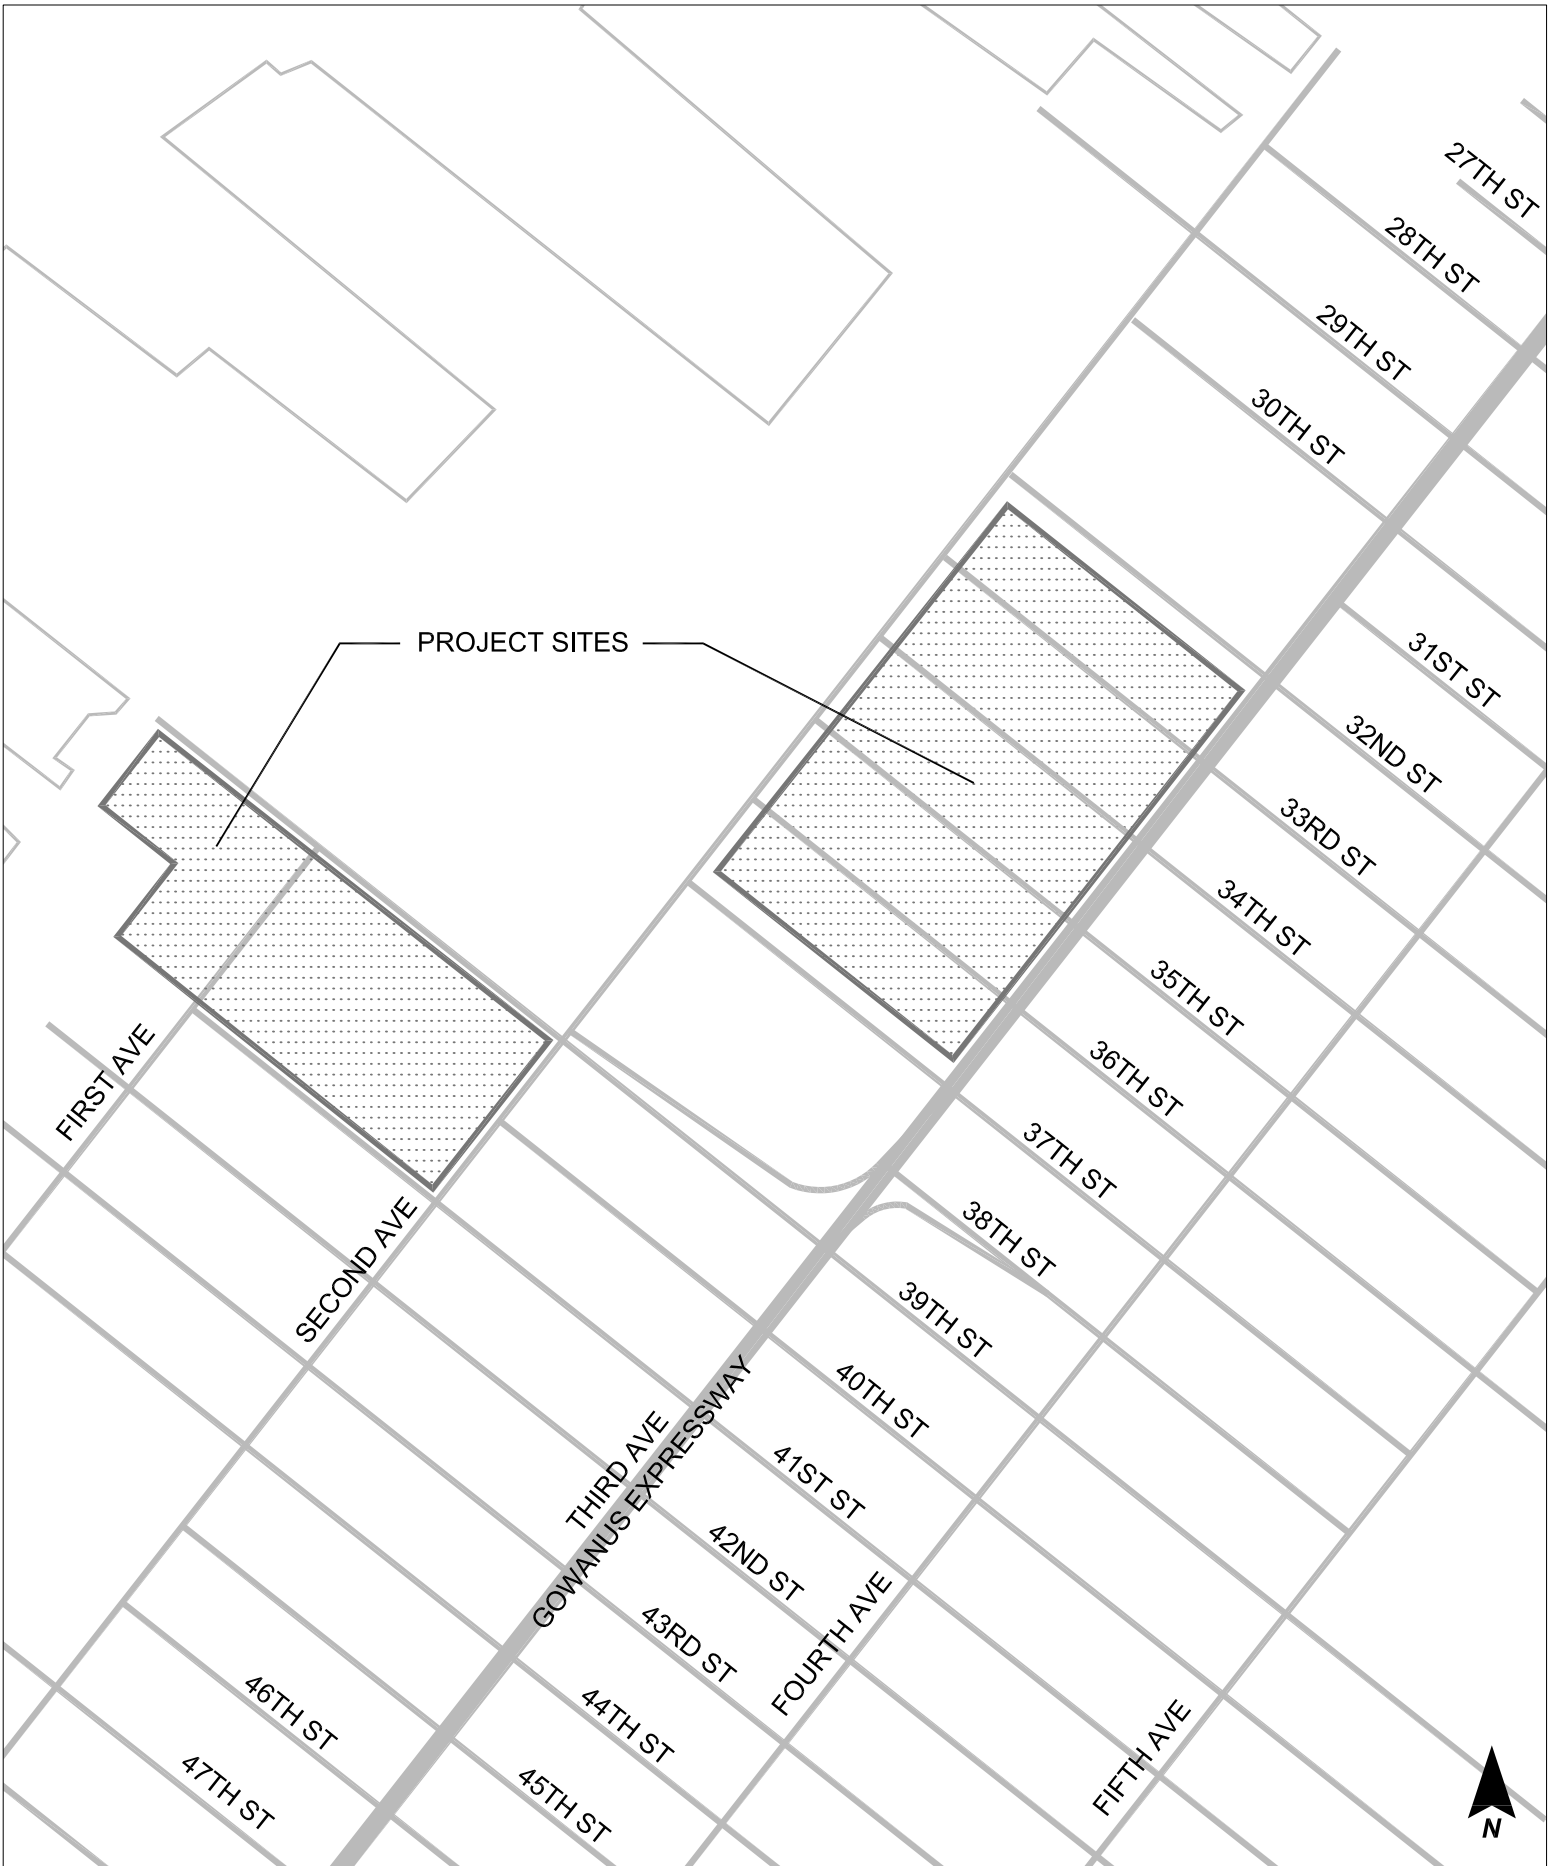 27TH ST
28TH ST
29TH ST
30TH ST
31ST ST
PROJECT SITES
32ND ST
33RD ST
34TH ST
35TH ST
36TH ST
FIRST AVE
37TH ST
38TH ST
SECOND AVE
39TH ST
40TH ST
THIRD AVE
GOWANUS EXPRESSWAY
41ST ST
42ND ST
FOURTH AVE
43RD ST
44TH ST
46TH ST
FIFTH AVE
47TH ST
45TH ST
N